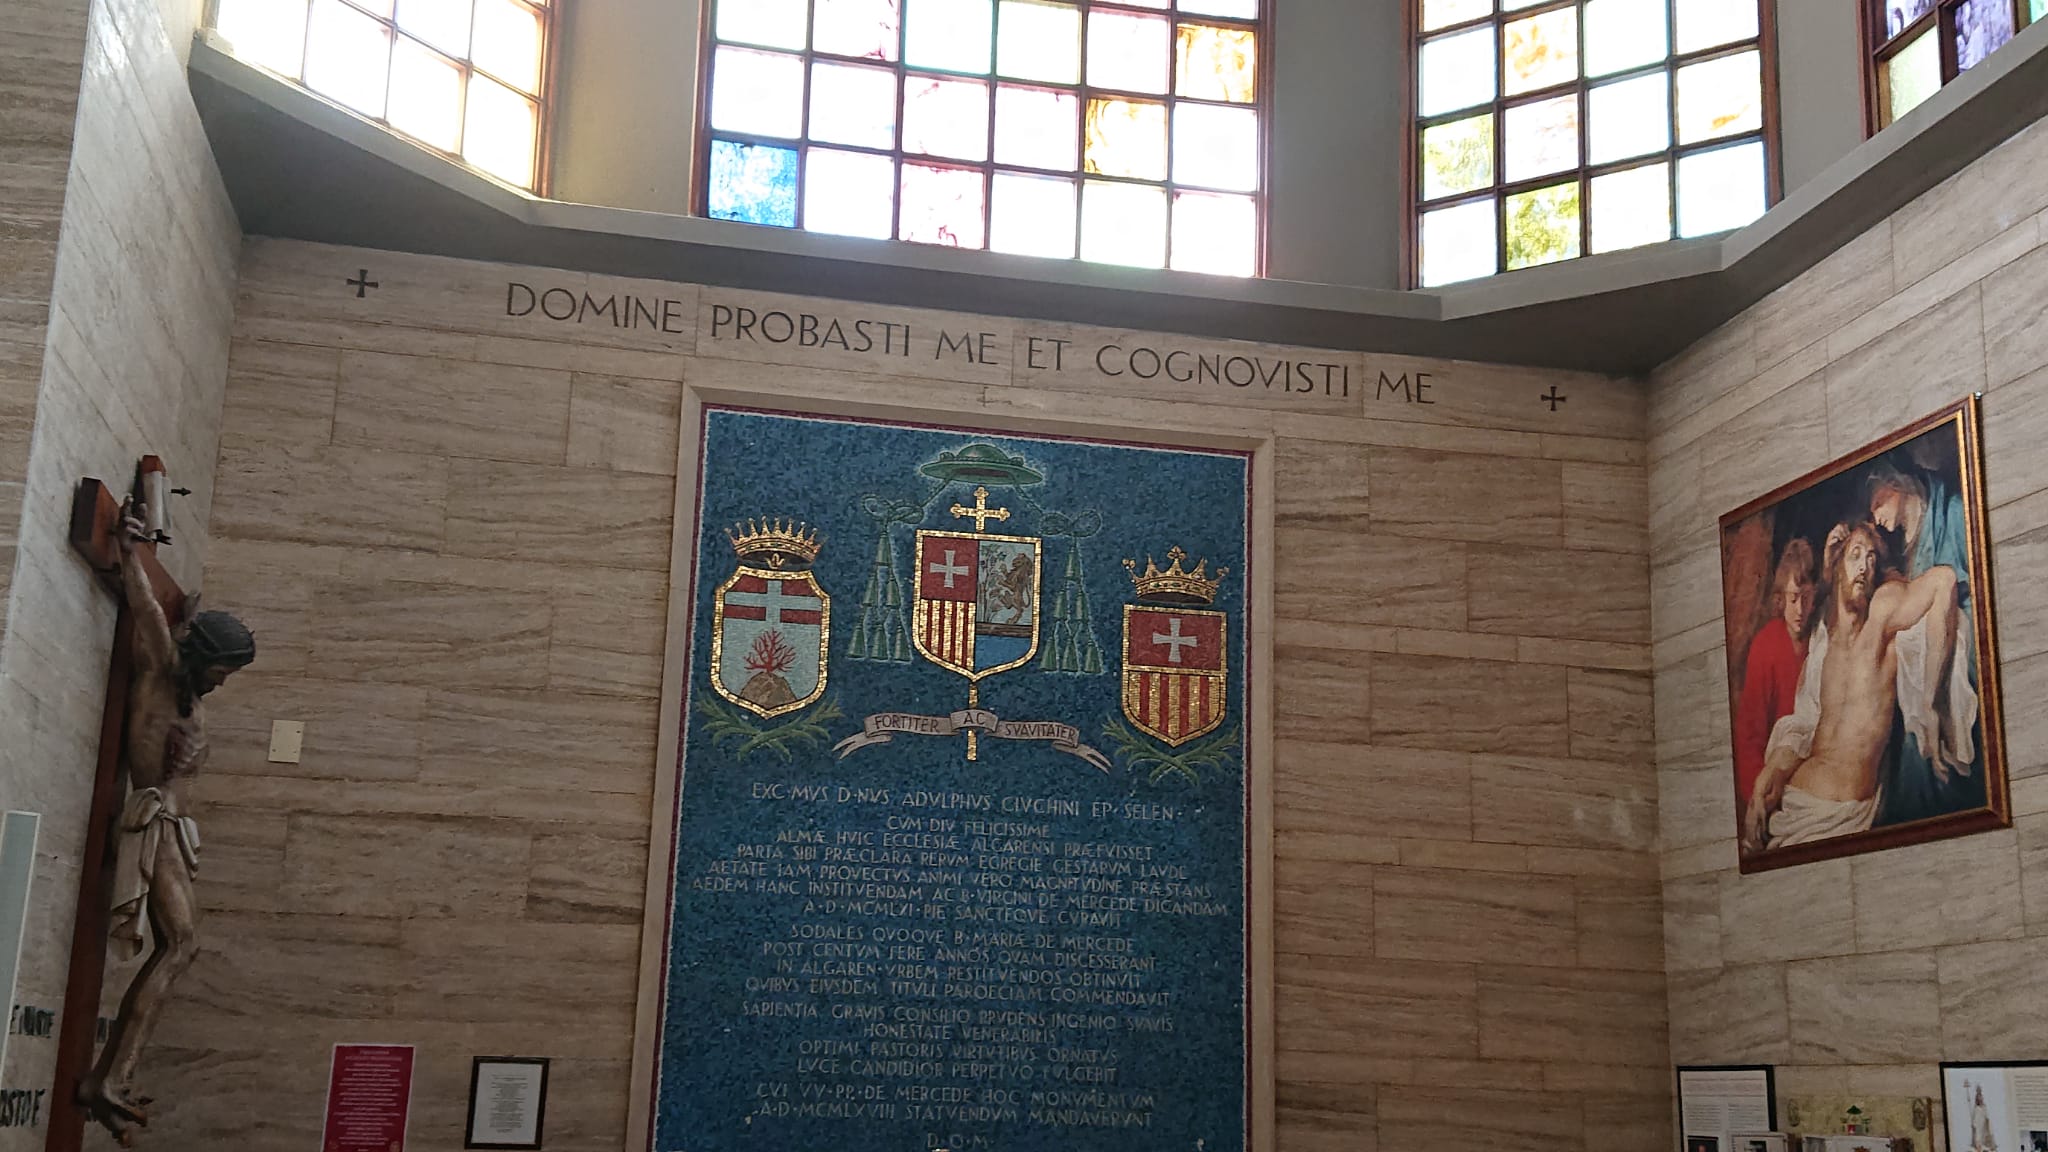 DOMINE PROBASTI ME ET COGNOVISTI ME
FORTITER AC SVAVITATER
EXC·MVS D·NVS ADVLPHVS CIVCHINI EP·SELEN·
CVM DIV FELICISSIME
ALMÆ HVIC ECCLESIÆ ALGARENSI PRÆFVISSET
PARTA SIBI PRÆCLARA RERVM EGREGIE GESTARVM LAVDE
AETATE IAM PROVECTVS ANIMI VERO MAGNITVDINE PRÆSTANS
AEDEM HANC INSTITVENDAM AC B·VIRGINI DE MERCEDE DICANDAM
A·D·MCMLXI·PIE SANCTEQVE CVRAVIT
SODALES QVOQVE B·MARIÆ DE MERCEDE
POST CENTVM FERE ANNOS QVAM DISCESSERANT
IN ALGAREN·VRBEM RESTITVENDOS OBTINVIT
QVIBVS EIVSDEM TITVLI PAROECIAM COMMENDAVIT
SAPIENTIA GRAVIS CONSILIO PRVDENS INGENIO SVAVIS
HONESTATE VENERABILIS
OPTIMI PASTORIS VIRTVTIBVS ORNATVS
LVCE CANDIDIOR PERPETVO FVLGEBIT
CVI VV·PP·DE MERCEDE HOC MONVMENTVM
A·D·MCMLXVIII STATVENDVM MANDAVERVNT
D·O·M·